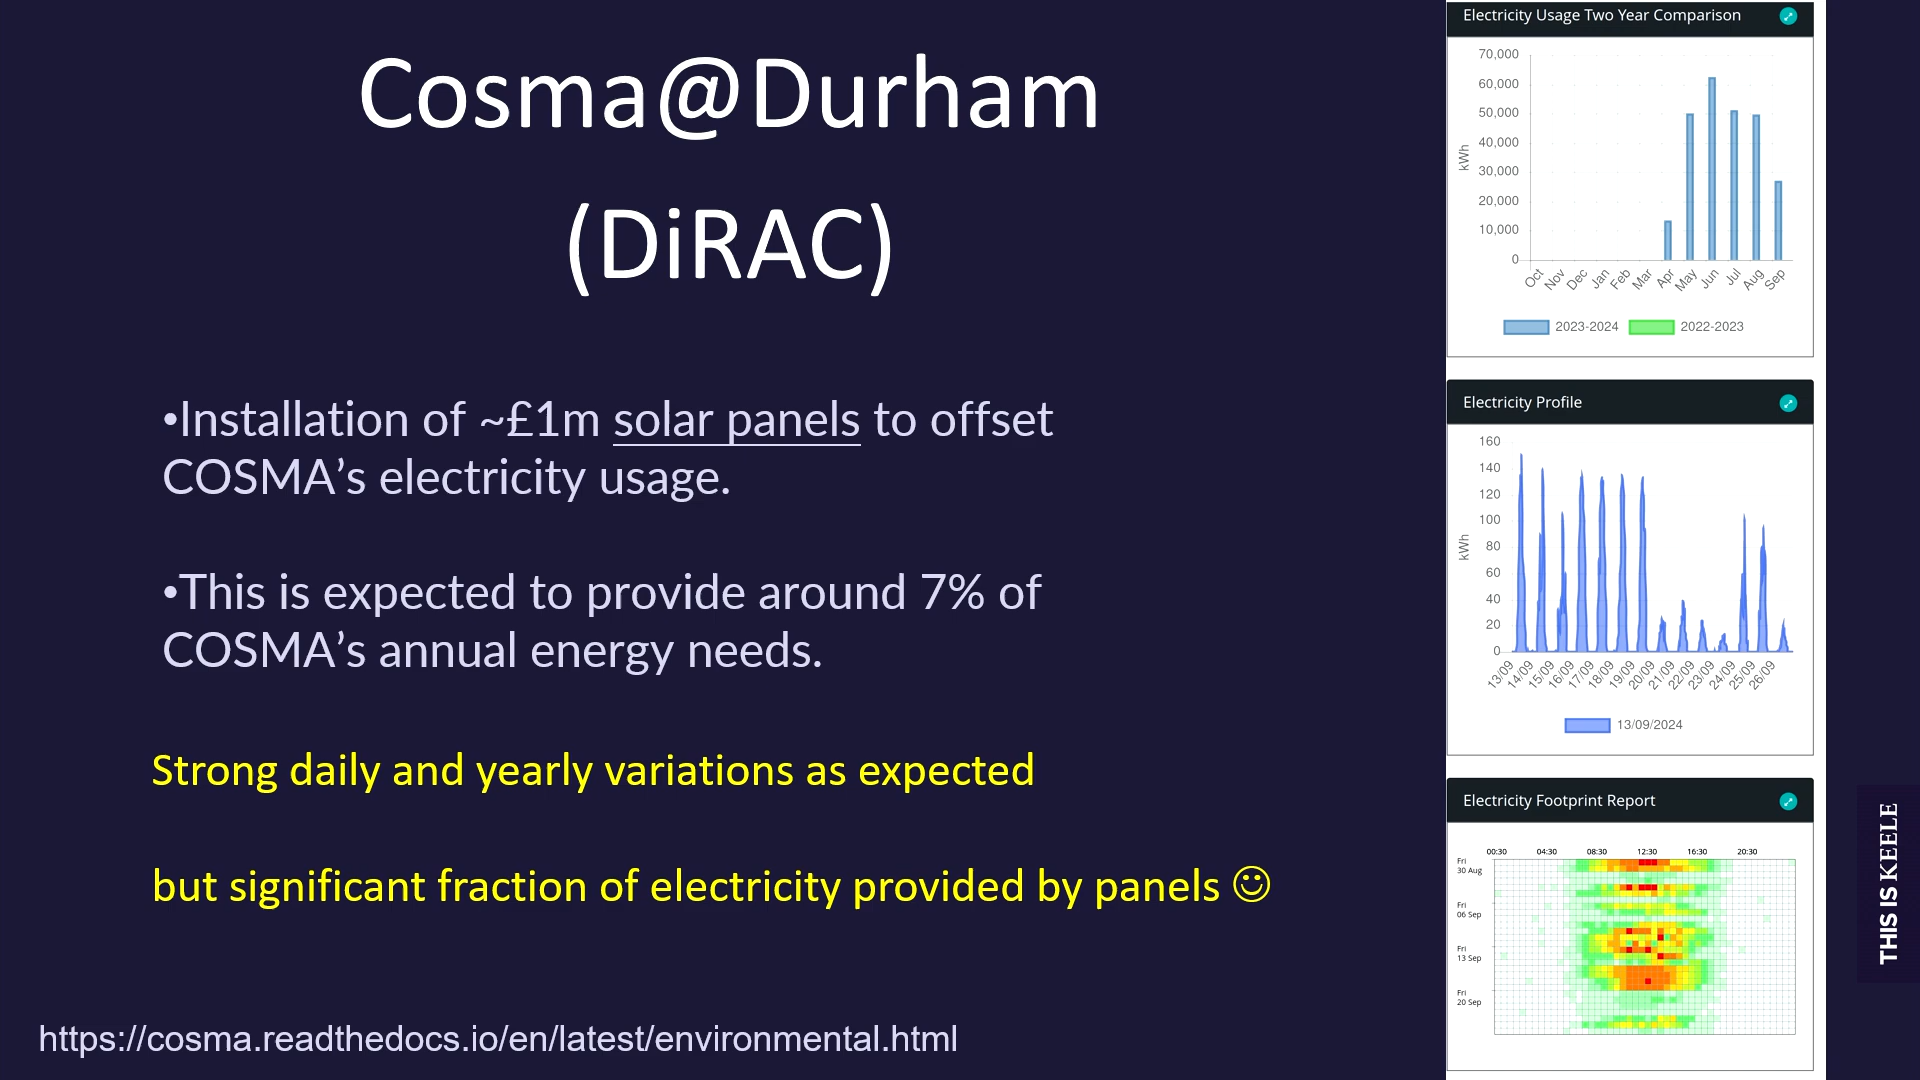 Cosma@Durham
(DiRAC)
•Installation of ~£1m solar panels to offset
COSMA’s electricity usage.
•This is expected to provide around 7% of
COSMA’s annual energy needs.
Strong daily and yearly variations as expected
but significant fraction of electricity provided by panels ☺
https://cosma.readthedocs.io/en/latest/environmental.html
Electricity Usage Two Year Comparison
70,000
60,000
50,000
40,000
30,000
20,000
10,000
0
kWh
Oct Nov Dec Jan Feb Mar Apr May Jun Jul Aug Sep
2023-2024 2022-2023
Electricity Profile
160
140
120
100
80
60
40
20
0
kWh
13/09 14/09 15/09 16/09 17/09 18/09 19/09 20/09 21/09 22/09 23/09 24/09 25/09 26/09
13/09/2024
Electricity Footprint Report
00:30 04:30 08:30 12:30 16:30 20:30
Fri
30 Aug
Fri
06 Sep
Fri
13 Sep
Fri
20 Sep
THIS IS KEELE